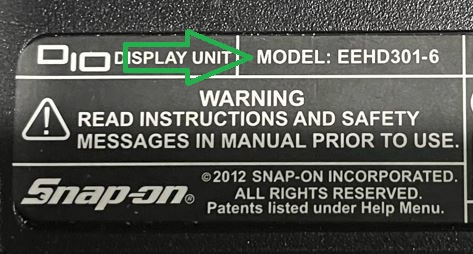 D10 DISPLAY UNIT MODEL: EEHD301-6
WARNING
READ INSTRUCTIONS AND SAFETY
MESSAGES IN MANUAL PRIOR TO USE.
Snap-on®
©2012 SNAP-ON INCORPORATED.
ALL RIGHTS RESERVED.
Patents listed under Help Menu.